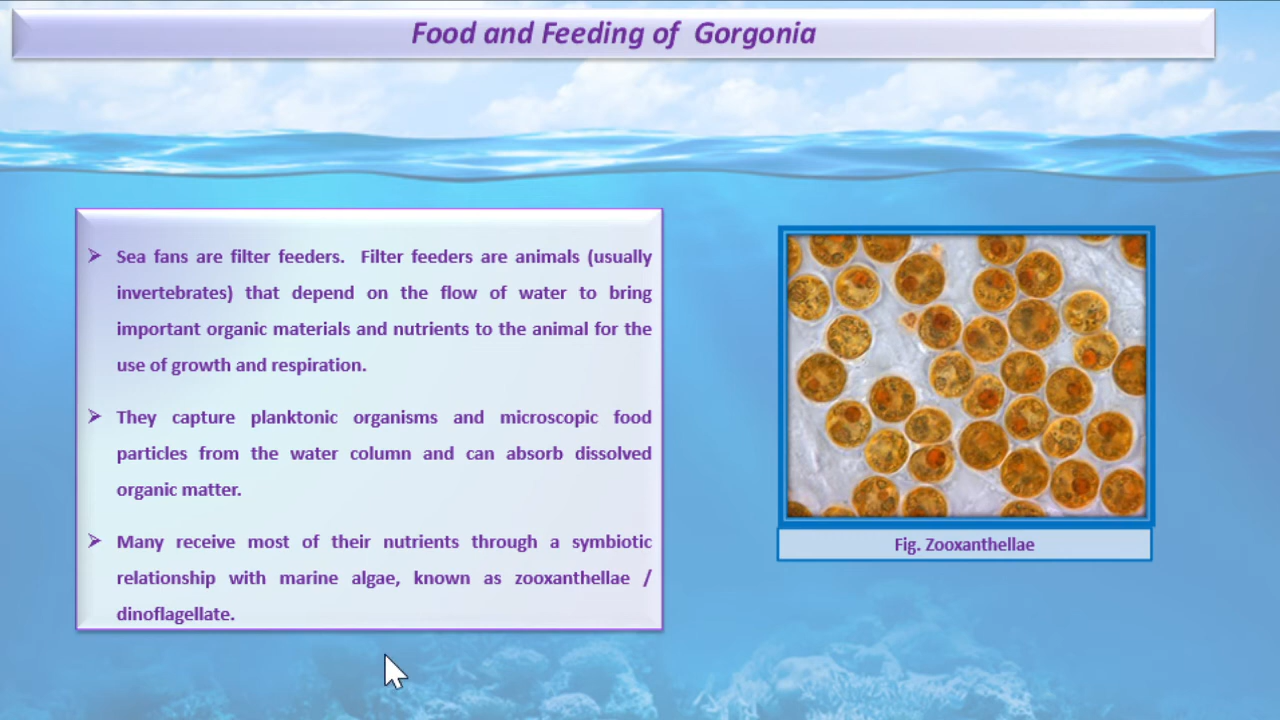 Food and Feeding of Gorgonia
Sea fans are filter feeders. Filter feeders are animals (usually
invertebrates) that depend on the flow of water to bring
important organic materials and nutrients to the animal for the
use of growth and respiration.
They capture planktonic organisms and microscopic food
particles from the water column and can absorb dissolved
organic matter.
Many receive most of their nutrients through a symbiotic
relationship with marine algae, known as zooxanthellae /
dinoflagellate.
Fig. Zooxanthellae